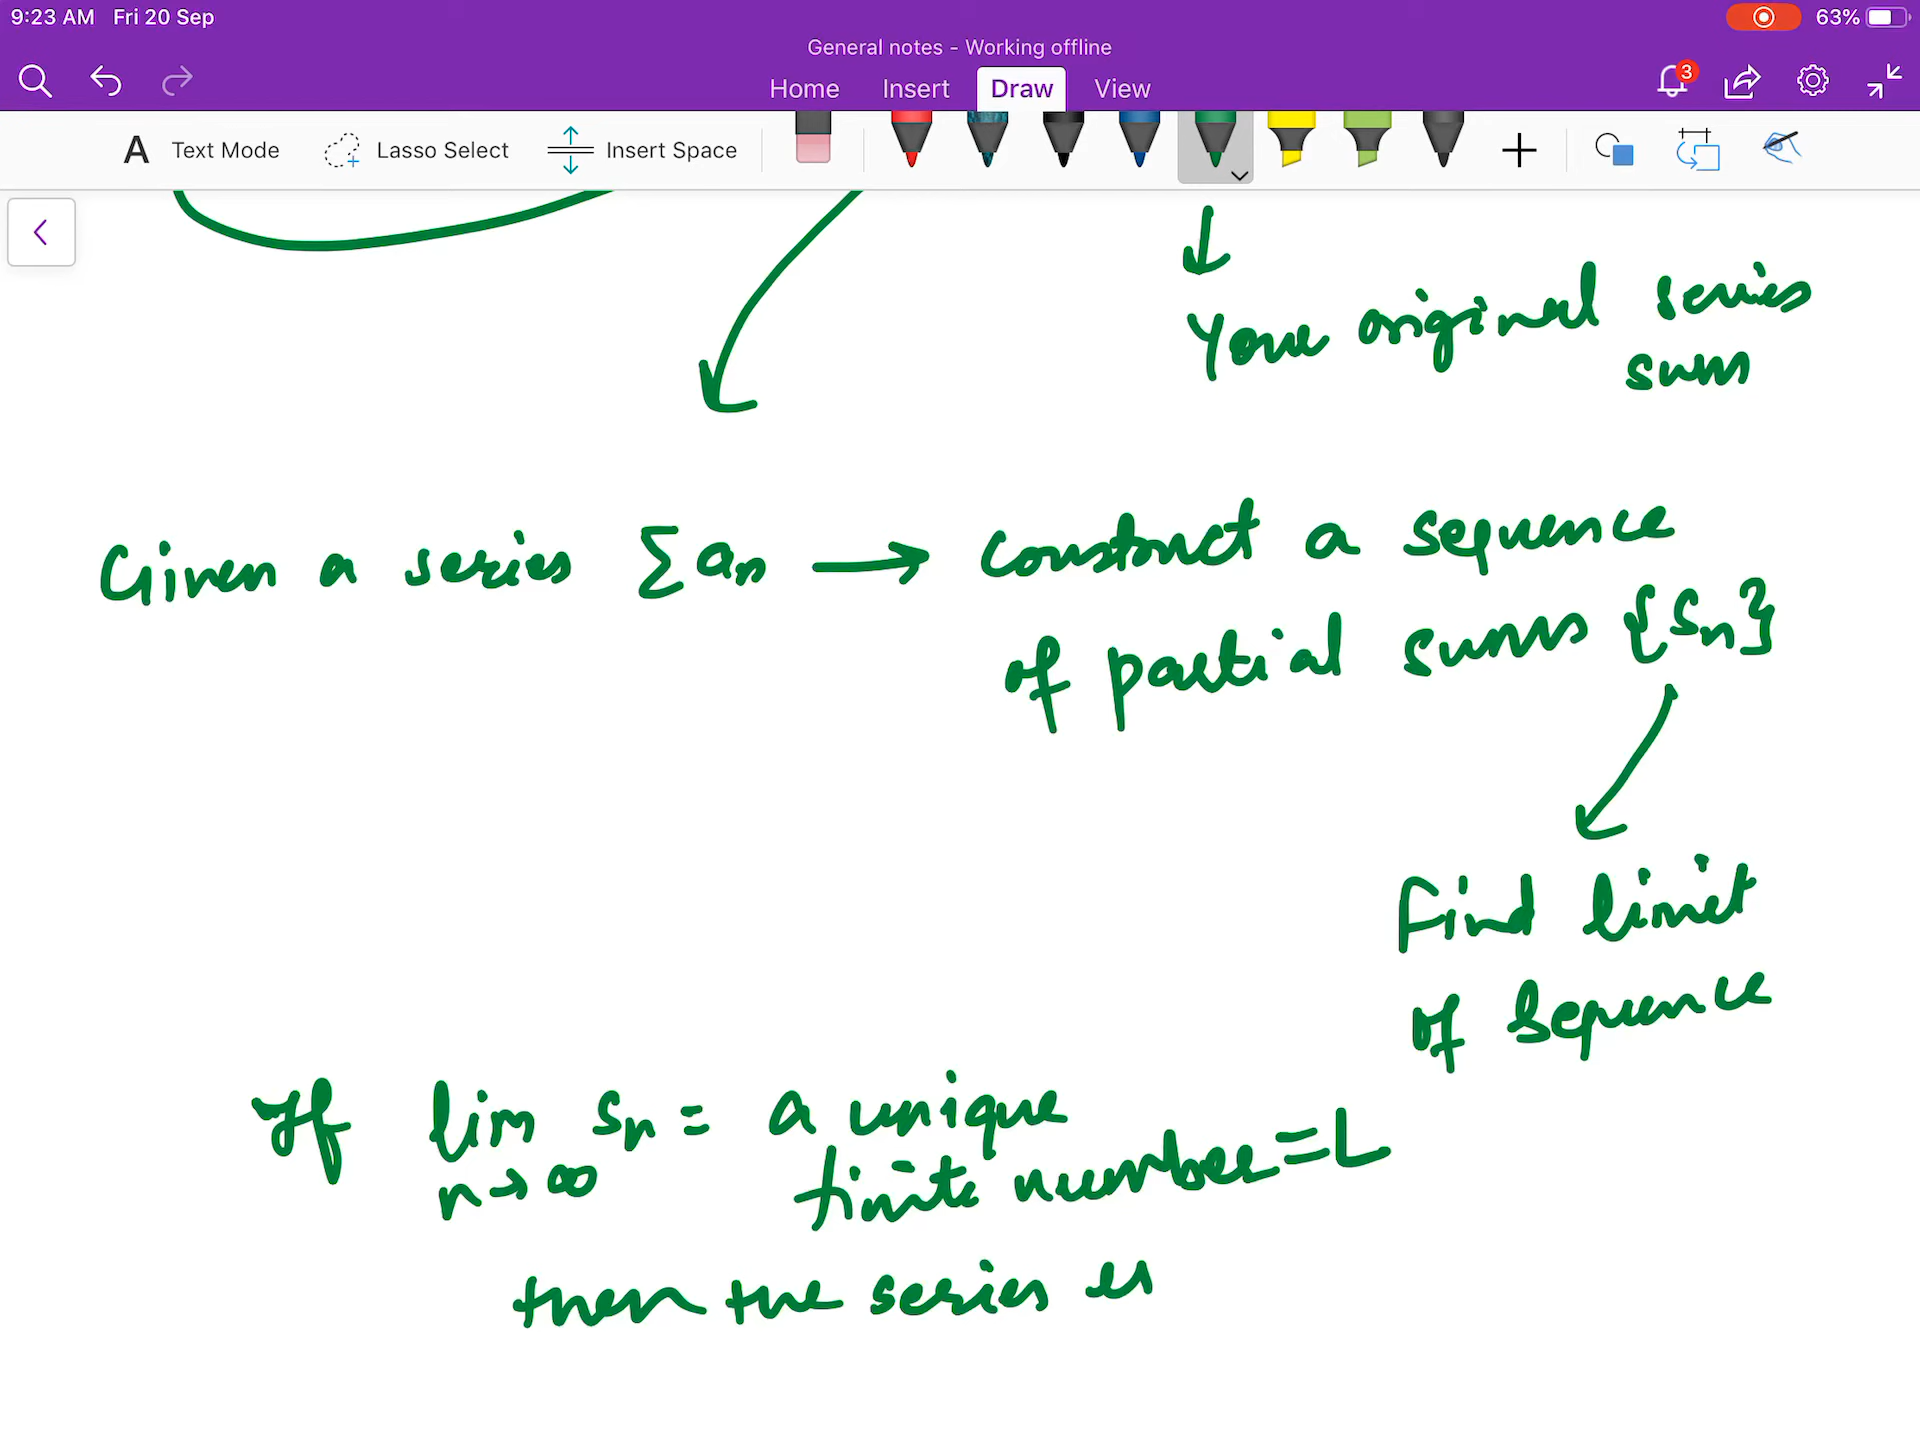 9:23 AM Fri 20 Sep
63%
General notes - Working offline
Home Insert Draw View
3
A Text Mode Lasso Select Insert Space
Your original series
sum
Given a series ∑ an → construct a sequence
of partial sums {Sn}
Find limit
of sequence
If lim Sn = a unique
n→∞ finite number = L
then the series is